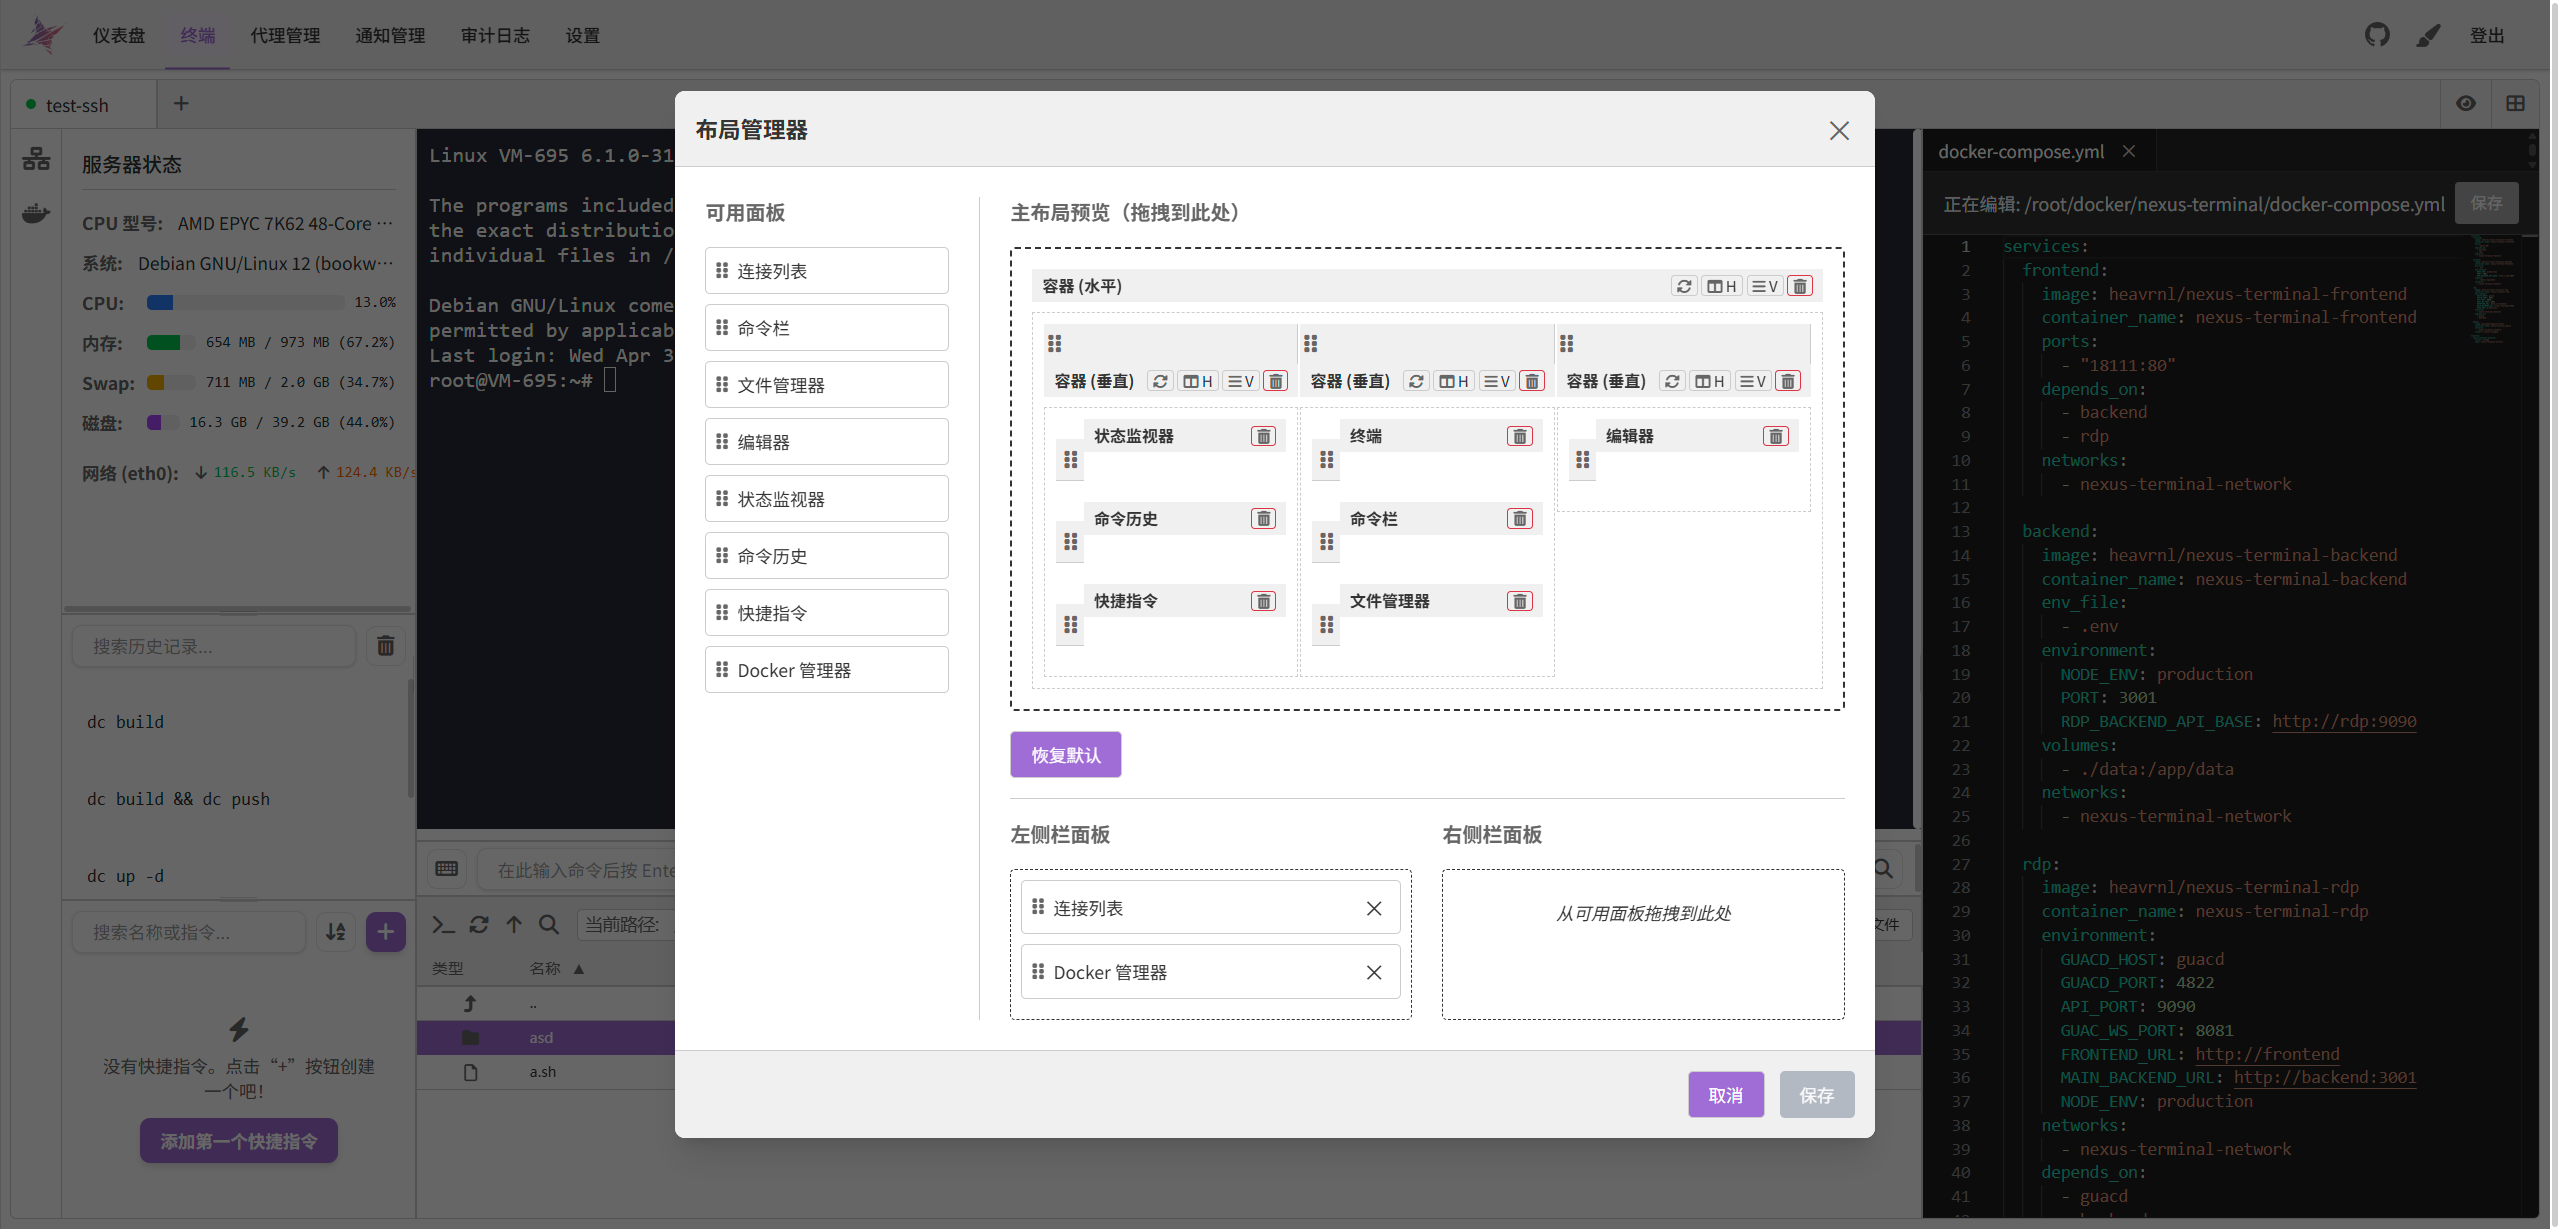 仪表盘
终端
代理管理
通知管理
审计日志
设置
登出
test-ssh
服务器状态
CPU 型号: AMD EPYC 7K62 48-Core ···
系统: Debian GNU/Linux 12 (bookw···
CPU: 13.0%
内存: 654 MB / 973 MB (67.2%)
Swap: 711 MB / 2.0 GB (34.7%)
磁盘: 16.3 GB / 39.2 GB (44.0%)
网络 (eth0): ↓ 116.5 KB/s ↑ 124.4 KB/s
搜索历史记录...
dc build
dc build && dc push
dc up -d
搜索名称或指令...
没有快捷指令。点击“+”按钮创建
一个吧！
添加第一个快捷指令
Linux VM-695 6.1.0-31
The programs included
the exact distributio
individual files in /
Debian GNU/Linux come
permitted by applicab
Last login: Wed Apr 3
root@VM-695:~#
在此输入命令后按 Ente
当前路径:
文件
类型
名称 ▲
..
asd
a.sh
布局管理器
可用面板
连接列表
命令栏
文件管理器
编辑器
状态监视器
命令历史
快捷指令
Docker 管理器
主布局预览（拖拽到此处）
容器 (水平) H V
容器 (垂直) H V
容器 (垂直) H V
容器 (垂直) H V
状态监视器
命令历史
快捷指令
终端
命令栏
文件管理器
编辑器
恢复默认
左侧栏面板
连接列表
Docker 管理器
右侧栏面板
从可用面板拖拽到此处
取消
保存
docker-compose.yml
正在编辑: /root/docker/nexus-terminal/docker-compose.yml
保存
1 services:
2 frontend:
3 image: heavrnl/nexus-terminal-frontend
4 container_name: nexus-terminal-frontend
5 ports:
6 - "18111:80"
7 depends_on:
8 - backend
9 - rdp
10 networks:
11 - nexus-terminal-network
12
13 backend:
14 image: heavrnl/nexus-terminal-backend
15 container_name: nexus-terminal-backend
16 env_file:
17 - .env
18 environment:
19 NODE_ENV: production
20 PORT: 3001
21 RDP_BACKEND_API_BASE: http://rdp:9090
22 volumes:
23 - ./data:/app/data
24 networks:
25 - nexus-terminal-network
26
27 rdp:
28 image: heavrnl/nexus-terminal-rdp
29 container_name: nexus-terminal-rdp
30 environment:
31 GUACD_HOST: guacd
32 GUACD_PORT: 4822
33 API_PORT: 9090
34 GUAC_WS_PORT: 8081
35 FRONTEND_URL: http://frontend
36 MAIN_BACKEND_URL: http://backend:3001
37 NODE_ENV: production
38 networks:
39 - nexus-terminal-network
40 depends_on:
41 - guacd